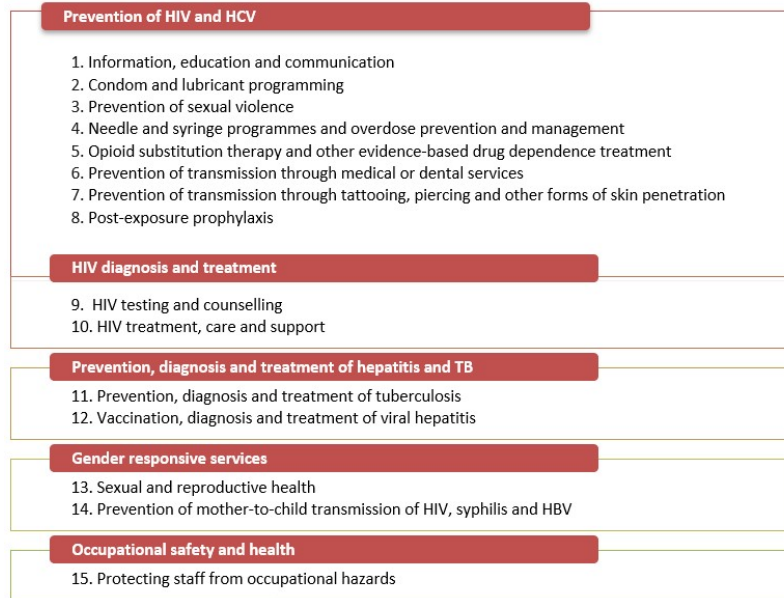 Prevention of HIV and HCV
1. Information, education and communication
2. Condom and lubricant programming
3. Prevention of sexual violence
4. Needle and syringe programmes and overdose prevention and management
5. Opioid substitution therapy and other evidence-based drug dependence treatment
6. Prevention of transmission through medical or dental services
7. Prevention of transmission through tattooing, piercing and other forms of skin penetration
8. Post-exposure prophylaxis
HIV diagnosis and treatment
9. HIV testing and counselling
10. HIV treatment, care and support
Prevention, diagnosis and treatment of hepatitis and TB
11. Prevention, diagnosis and treatment of tuberculosis
12. Vaccination, diagnosis and treatment of viral hepatitis
Gender responsive services
13. Sexual and reproductive health
14. Prevention of mother-to-child transmission of HIV, syphilis and HBV
Occupational safety and health
15. Protecting staff from occupational hazards